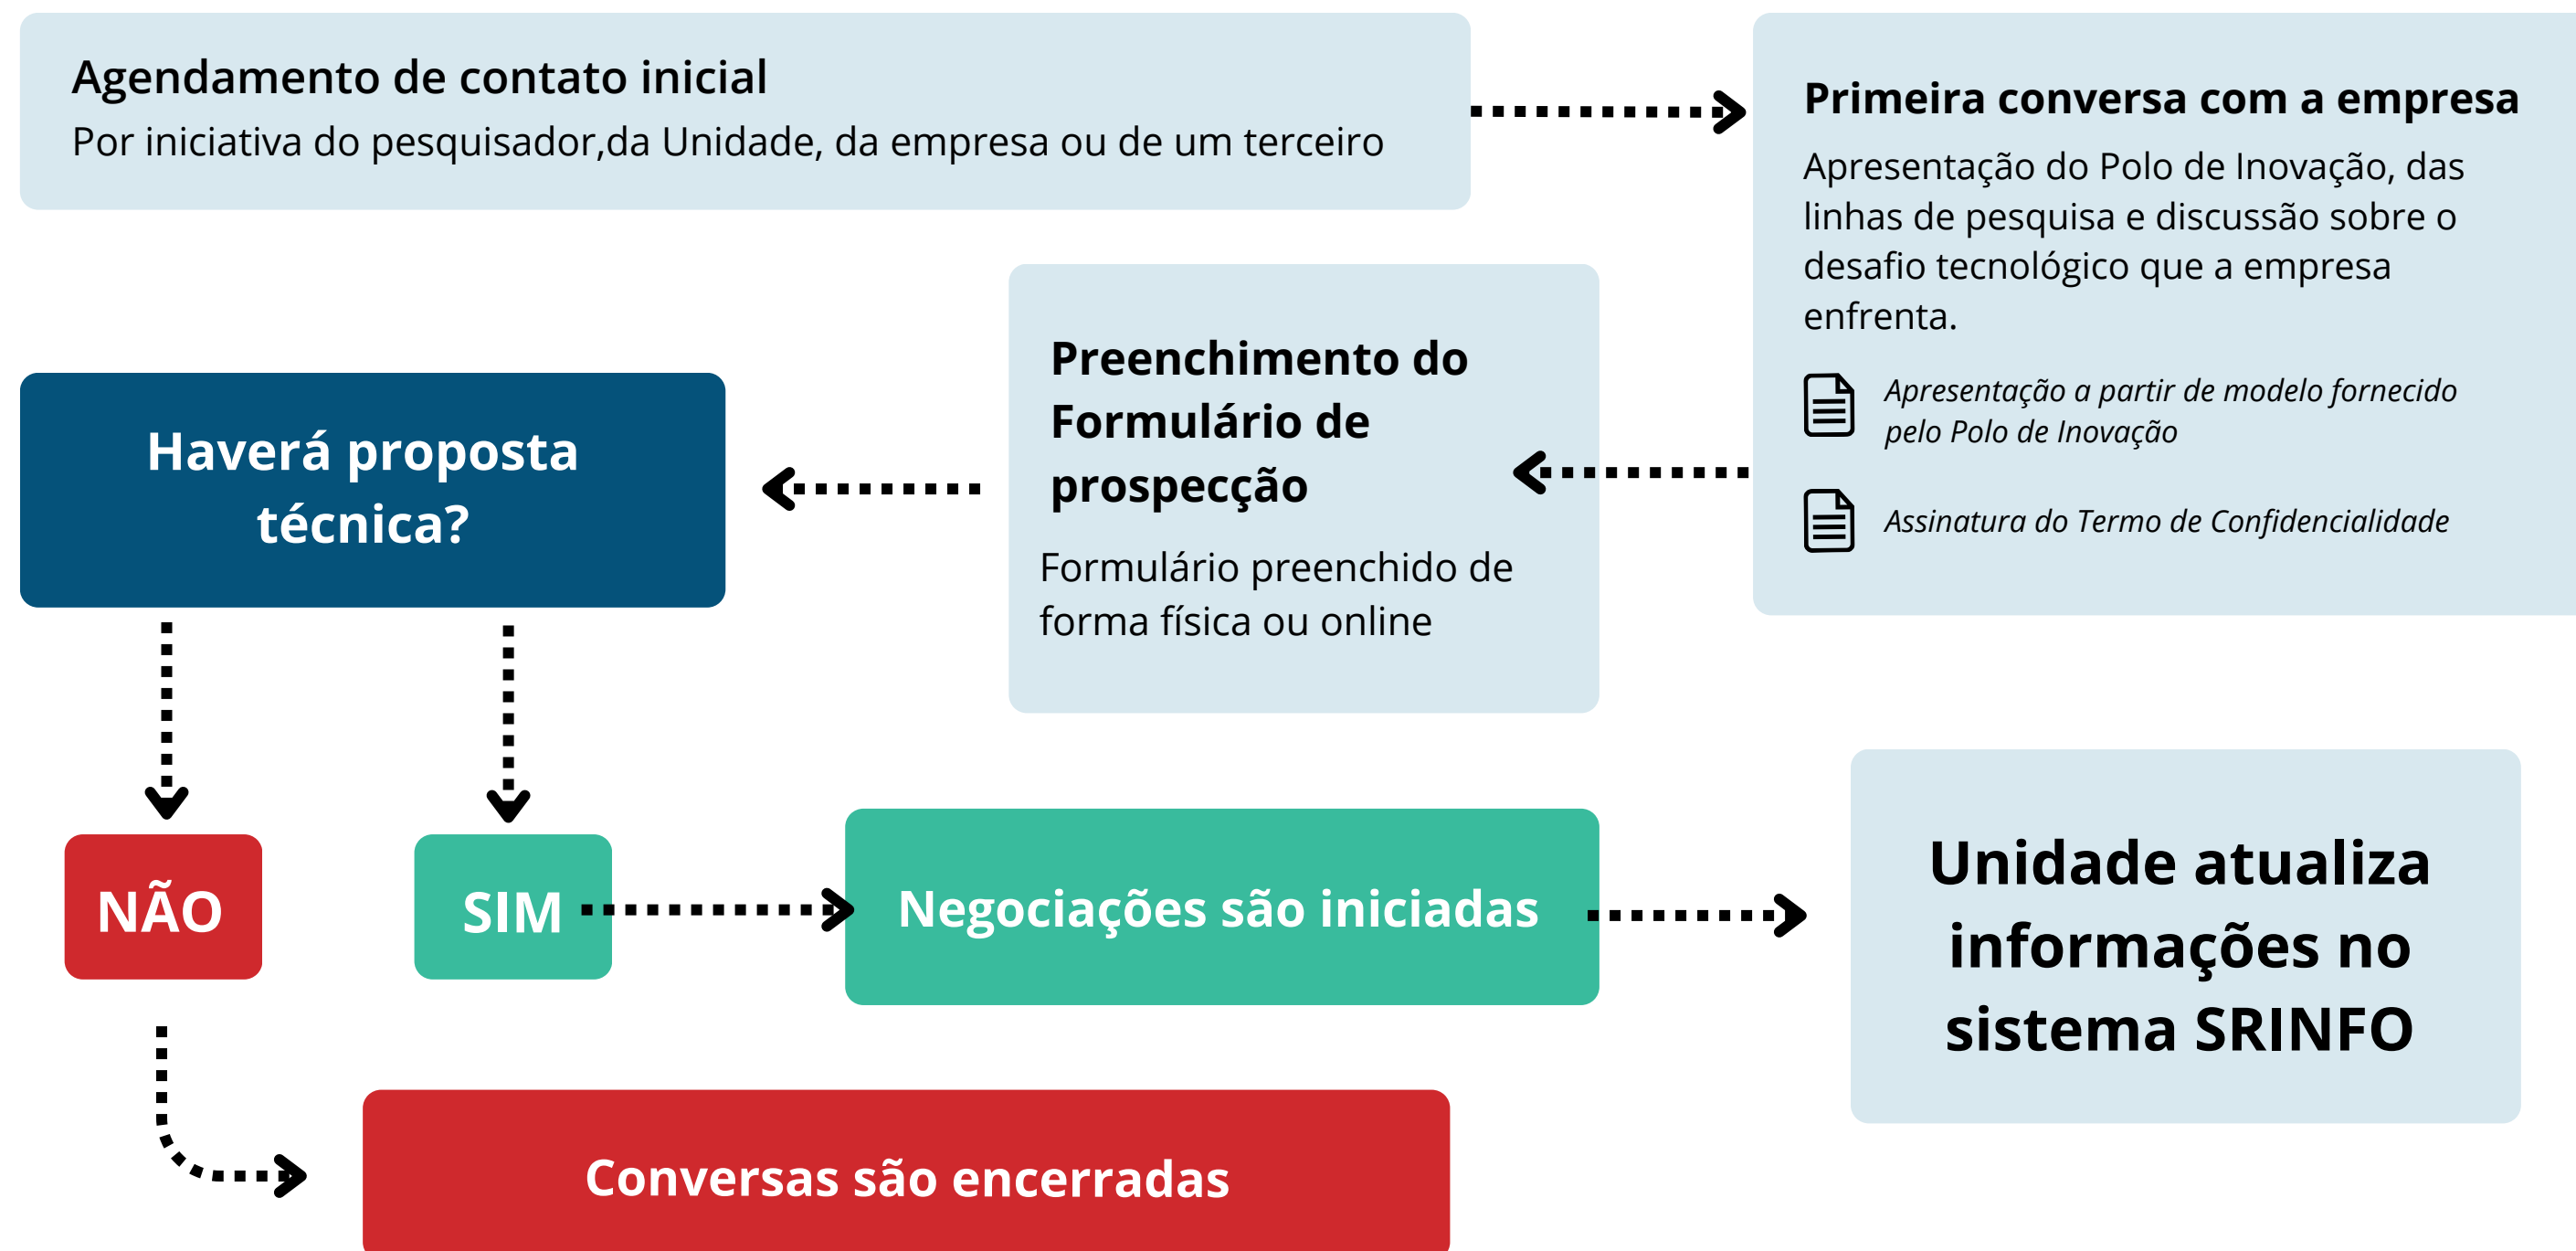 Agendamento de contato inicial
Por iniciativa do pesquisador,da Unidade, da empresa ou de um terceiro
Primeira conversa com a empresa
Apresentação do Polo de Inovação, das
linhas de pesquisa e discussão sobre o
desafio tecnológico que a empresa
enfrenta.
Apresentação a partir de modelo fornecido
pelo Polo de Inovação
Assinatura do Termo de Confidencialidade
Preenchimento do
Formulário de
prospecção
Formulário preenchido de
forma física ou online
Haverá proposta
técnica?
NÃO
SIM
Negociações são iniciadas
Unidade atualiza
informações no
sistema SRINFO
Conversas são encerradas